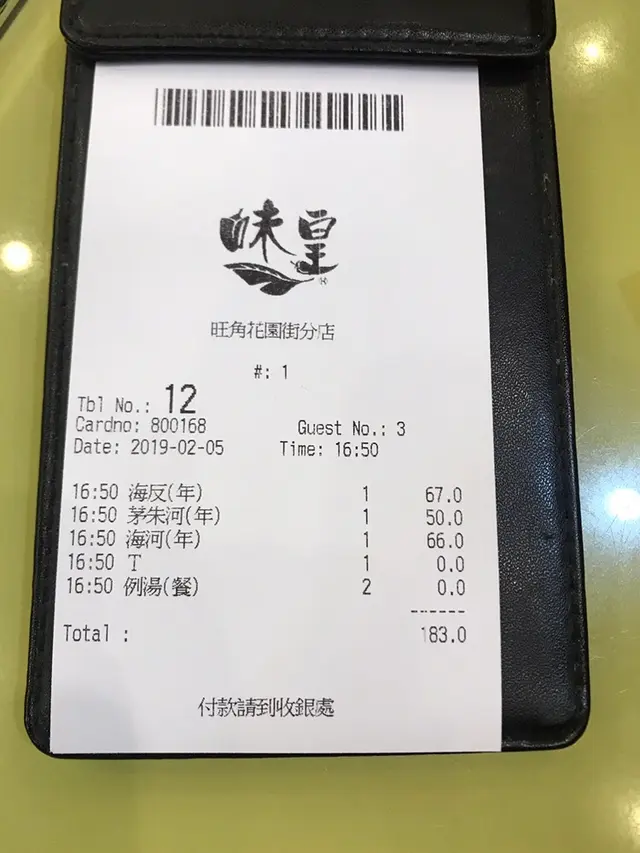 味皇
®
旺角花園街分店
#: 1
Tbl No.: 12
Cardno: 800168 Guest No.: 3
Date: 2019-02-05 Time: 16:50
16:50 海反(年) 1 67.0
16:50 茅朱河(年) 1 50.0
16:50 海河(年) 1 66.0
16:50 T 1 0.0
16:50 例湯(餐) 2 0.0
------
Total : 183.0
付款請到收銀處